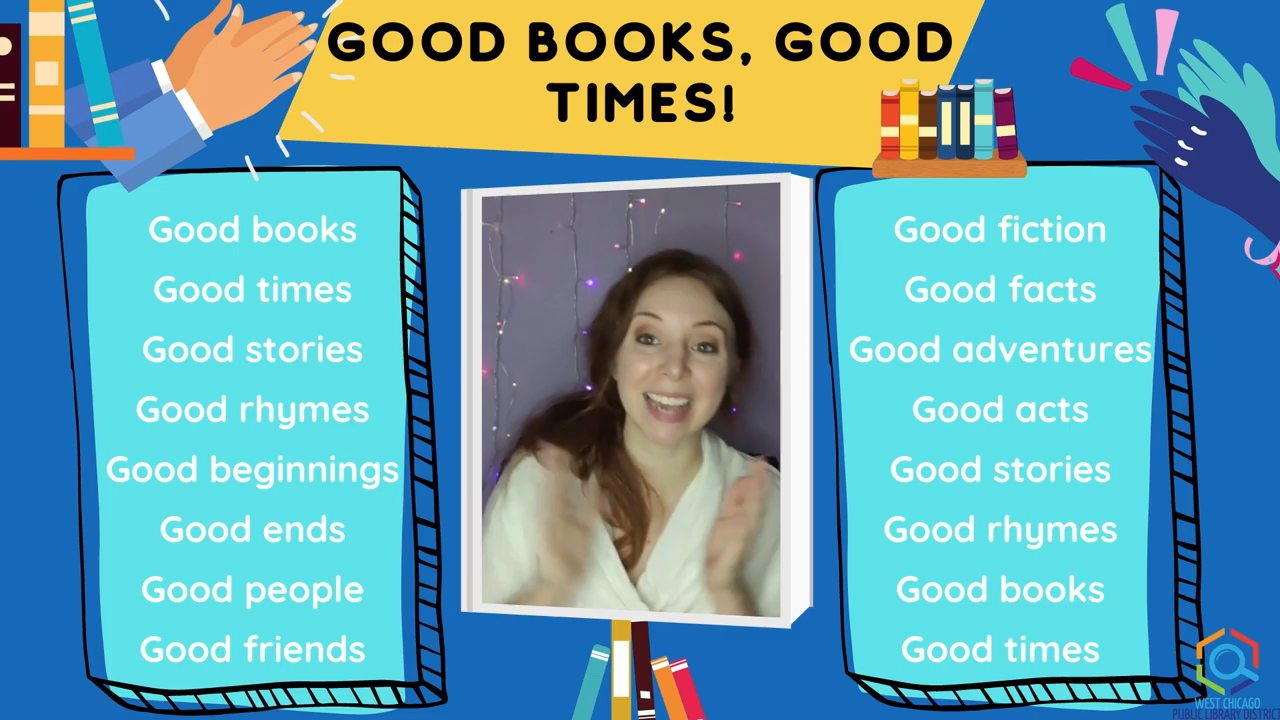 GOOD BOOKS, GOOD
TIMES!
Good books
Good times
Good stories
Good rhymes
Good beginnings
Good ends
Good people
Good friends
Good fiction
Good facts
Good adventures
Good acts
Good stories
Good rhymes
Good books
Good times
WEST CHICAGO
PUBLIC LIBRARY DISTRICT